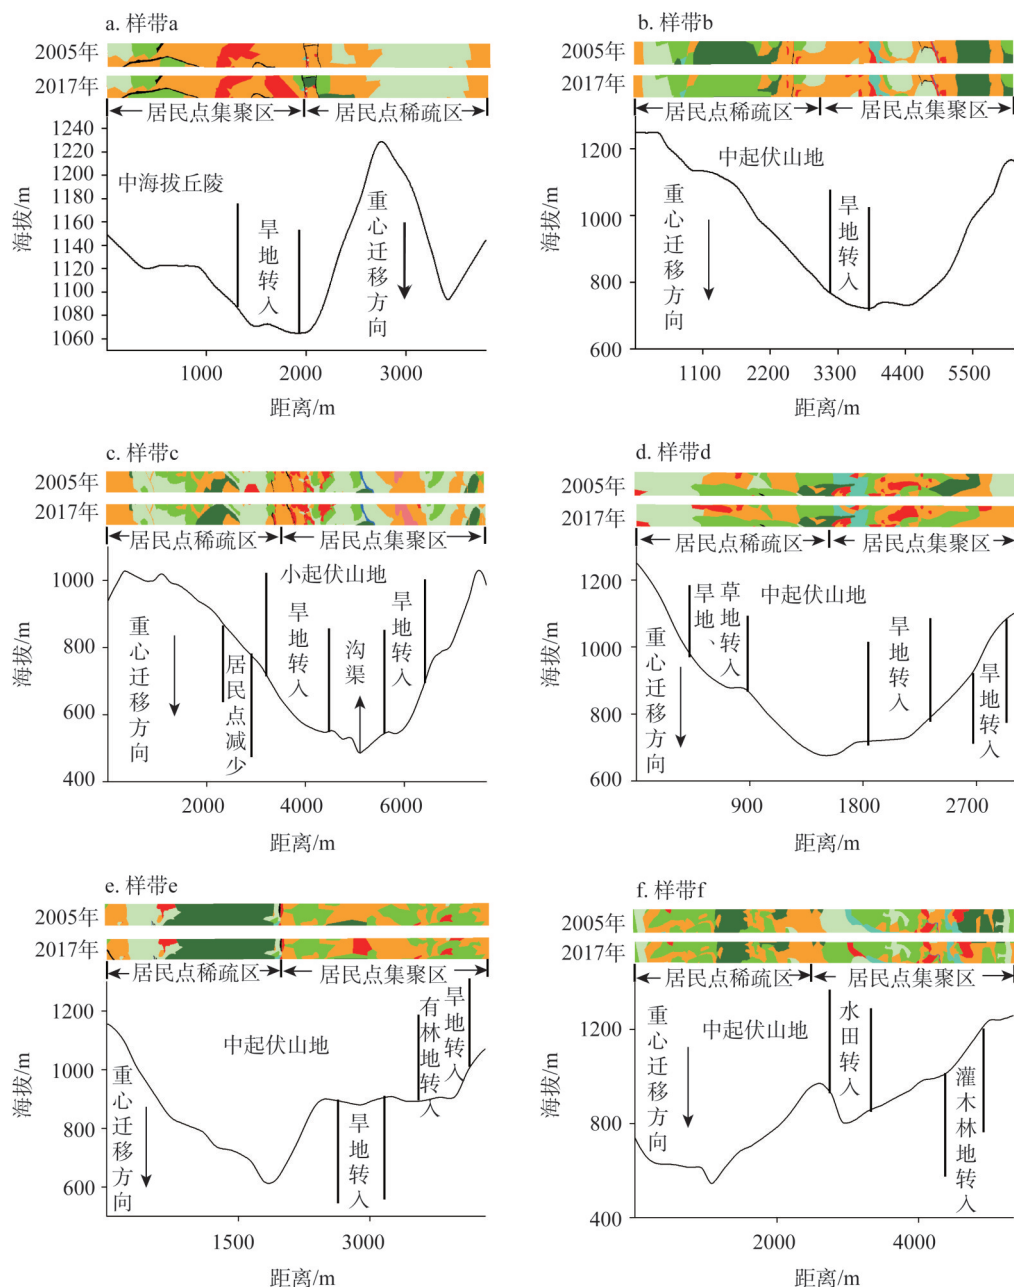 a. 样带a
2005年
2017年
居民点集聚区
居民点稀疏区
1240
1220
1200
1180
1160
1140
1120
1100
1080
1060
海拔/m
中海拔丘陵
旱地转入
重心迁移方向
1000
2000
3000
距离/m
b. 样带b
2005年
2017年
居民点稀疏区
居民点集聚区
1200
1000
800
600
海拔/m
中起伏山地
重心迁移方向
旱地转入
1100
2200
3300
4400
5500
距离/m
c. 样带c
2005年
2017年
居民点稀疏区
居民点集聚区
1000
800
600
400
海拔/m
小起伏山地
重心迁移方向
居民点减少
旱地转入
沟渠
旱地转入
2000
4000
6000
距离/m
d. 样带d
2005年
2017年
居民点稀疏区
居民点集聚区
1200
1000
800
600
海拔/m
中起伏山地
重心迁移方向
旱地、
草地转入
旱地转入
旱地转入
900
1800
2700
距离/m
e. 样带e
2005年
2017年
居民点稀疏区
居民点集聚区
1200
1000
800
600
海拔/m
中起伏山地
重心迁移方向
旱地转入
有林地转入
旱地转入
1500
3000
距离/m
f. 样带f
2005年
2017年
居民点稀疏区
居民点集聚区
1200
800
600
400
海拔/m
中起伏山地
重心迁移方向
水田转入
灌木林地转入
2000
4000
距离/m